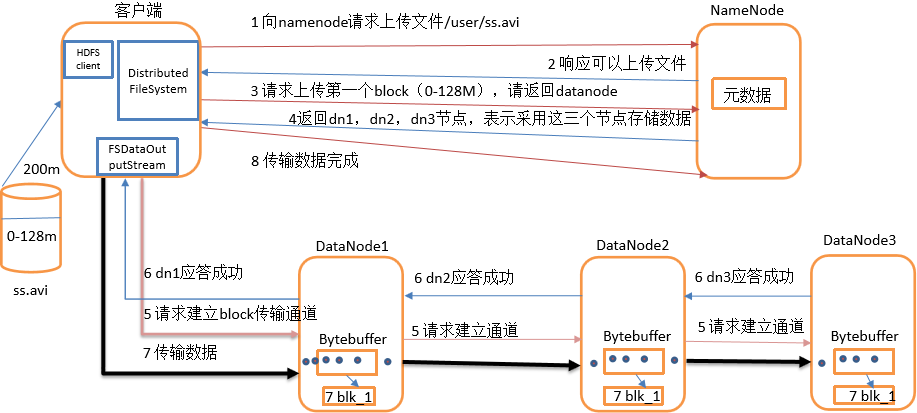 客户端
NameNode
HDFS
client
Distributed
FileSystem
FSDataOut
putStream
1 向namenode请求上传文件/user/ss.avi
2 响应可以上传文件
3 请求上传第一个block（0-128M），请返回datanode
4返回dn1，dn2，dn3节点，表示采用这三个节点存储数据
8 传输数据完成
元数据
200m
0-128m
ss.avi
DataNode1
DataNode2
DataNode3
6 dn1应答成功
6 dn2应答成功
6 dn3应答成功
5 请求建立block传输通道
5 请求建立通道
5 请求建立通道
7 传输数据
Bytebuffer
Bytebuffer
Bytebuffer
7 blk_1
7 blk_1
7 blk_1